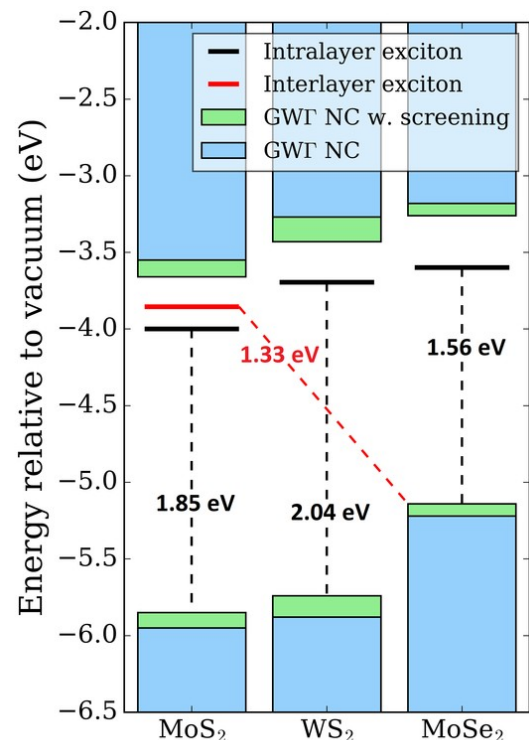 Energy relative to vacuum (eV)
−2.0
−2.5
−3.0
−3.5
−4.0
−4.5
−5.0
−5.5
−6.0
−6.5
Intralayer exciton
Interlayer exciton
GWΓ NC w. screening
GWΓ NC
1.33 eV
1.56 eV
1.85 eV
2.04 eV
MoS₂ WS₂ MoSe₂